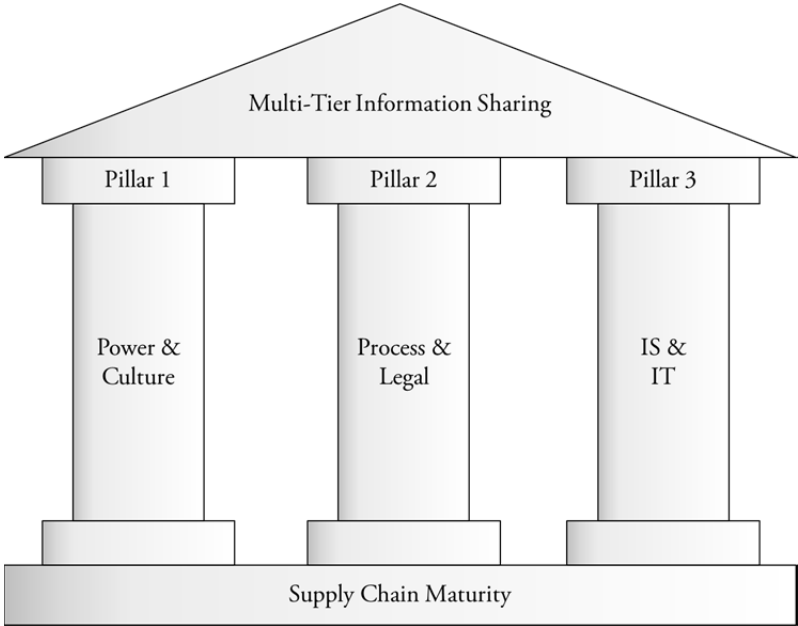 Multi-Tier Information Sharing
Pillar 1
Pillar 2
Pillar 3
Power &
Culture
Process &
Legal
IS &
IT
Supply Chain Maturity